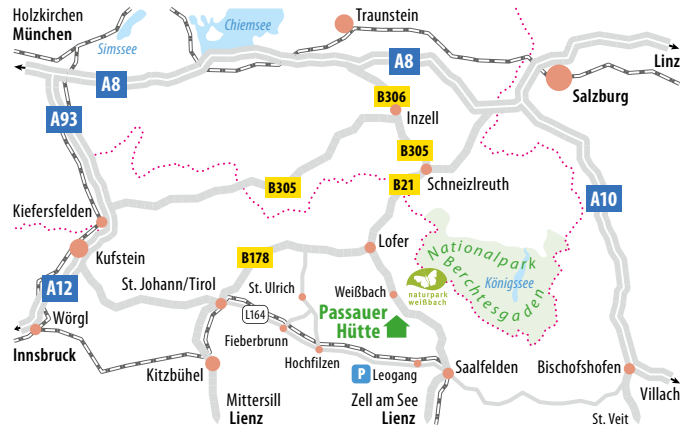 Holzkirchen
München
Simssee
Chiemsee
Traunstein
A8
A8
Linz
Salzburg
A93
B306
Inzell
B305
B21
Schneizlreuth
B305
A10
Kiefersfelden
Kufstein
Lofer
B178
Nationalpark
Berchtesgaden
Königssee
A12
St. Johann/Tirol
St. Ulrich
Weißbach
naturpark
weißbach
Wörgl
L164
Passauer
Hütte
Innsbruck
Fieberbrunn
Hochfilzen
Kitzbühel
P
Leogang
Saalfelden
Bischofshofen
Villach
Mittersill
Lienz
Zell am See
Lienz
St. Veit